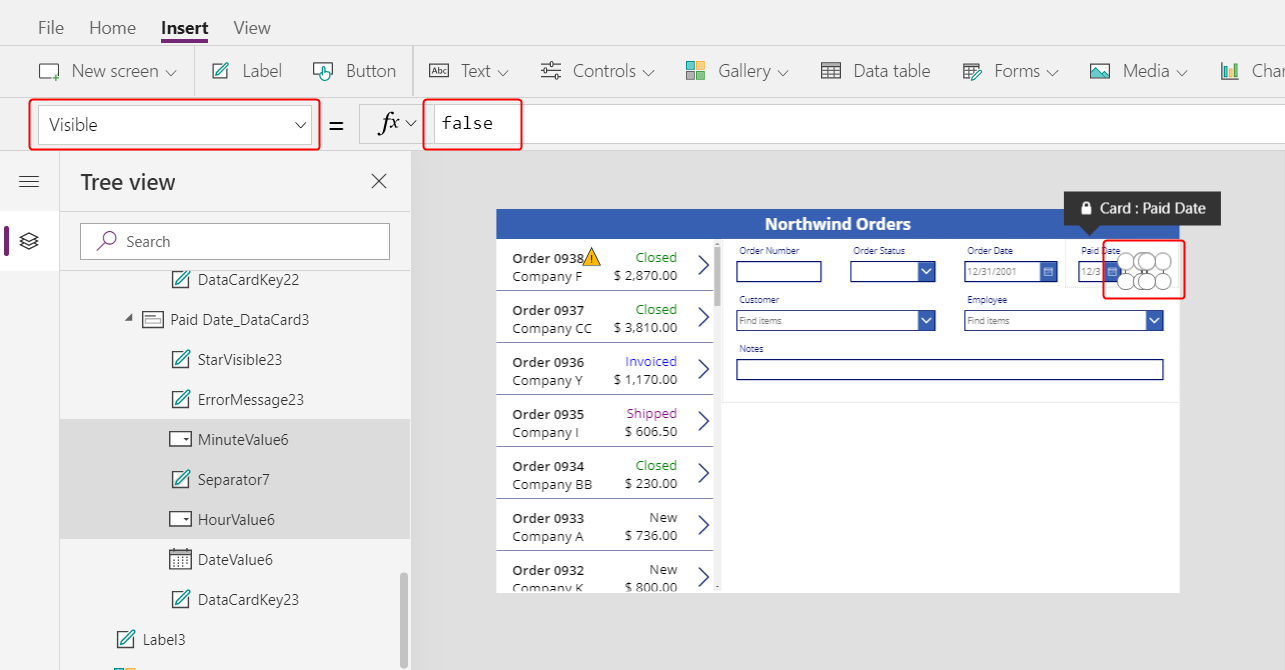 File Home Insert View
New screen Label Button Abc Text Controls Gallery Data table Forms Media
Visible = fx false
Tree view
Search
DataCardKey22
Paid Date_DataCard3
StarVisible23
ErrorMessage23
MinuteValue6
Separator7
HourValue6
DateValue6
DataCardKey23
Label3
Card : Paid Date
Northwind Orders
Order 0938 Closed
Company F $ 2,870.00
Order 0937 Closed
Company CC $ 3,810.00
Order 0936 Invoiced
Company Y $ 1,170.00
Order 0935 Shipped
Company I $ 606.50
Order 0934 Closed
Company BB $ 230.00
Order 0933 New
Company A $ 736.00
Order 0932 New
Company K $ 800.00
Order Number Order Status Order Date Paid Date
12/31/2001 12/3
Customer Employee
Find items Find items
Notes